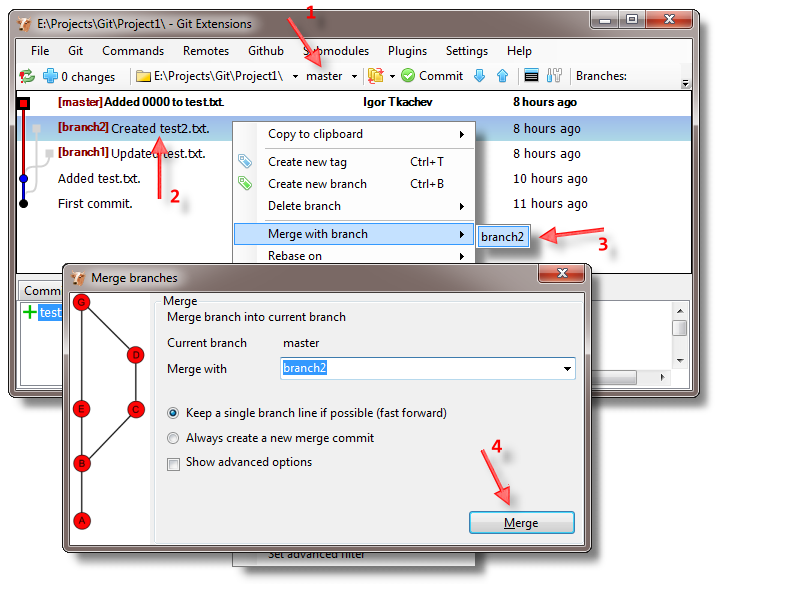 1
E:\Projects\Git\Project1\ - Git Extensions
File Git Commands Remotes Github Submodules Plugins Settings Help
0 changes E:\Projects\Git\Project1\ master Commit Branches:
[master]Added 0000 to test.txt. Igor Tkachev 8 hours ago
[branch2] Created test2.txt. 8 hours ago
[branch1] Updated test.txt. 8 hours ago
Added test.txt. 10 hours ago
First commit. 11 hours ago
2
Copy to clipboard
Create new tag Ctrl+T
Create new branch Ctrl+B
Delete branch
Merge with branch
branch2
3
Rebase on
Comm
test
Merge branches
Merge
Merge branch into current branch
Current branch master
Merge with branch2
Keep a single branch line if possible (fast forward)
Always create a new merge commit
Show advanced options
4
Merge
G
D
E
C
B
A
Set advanced filter